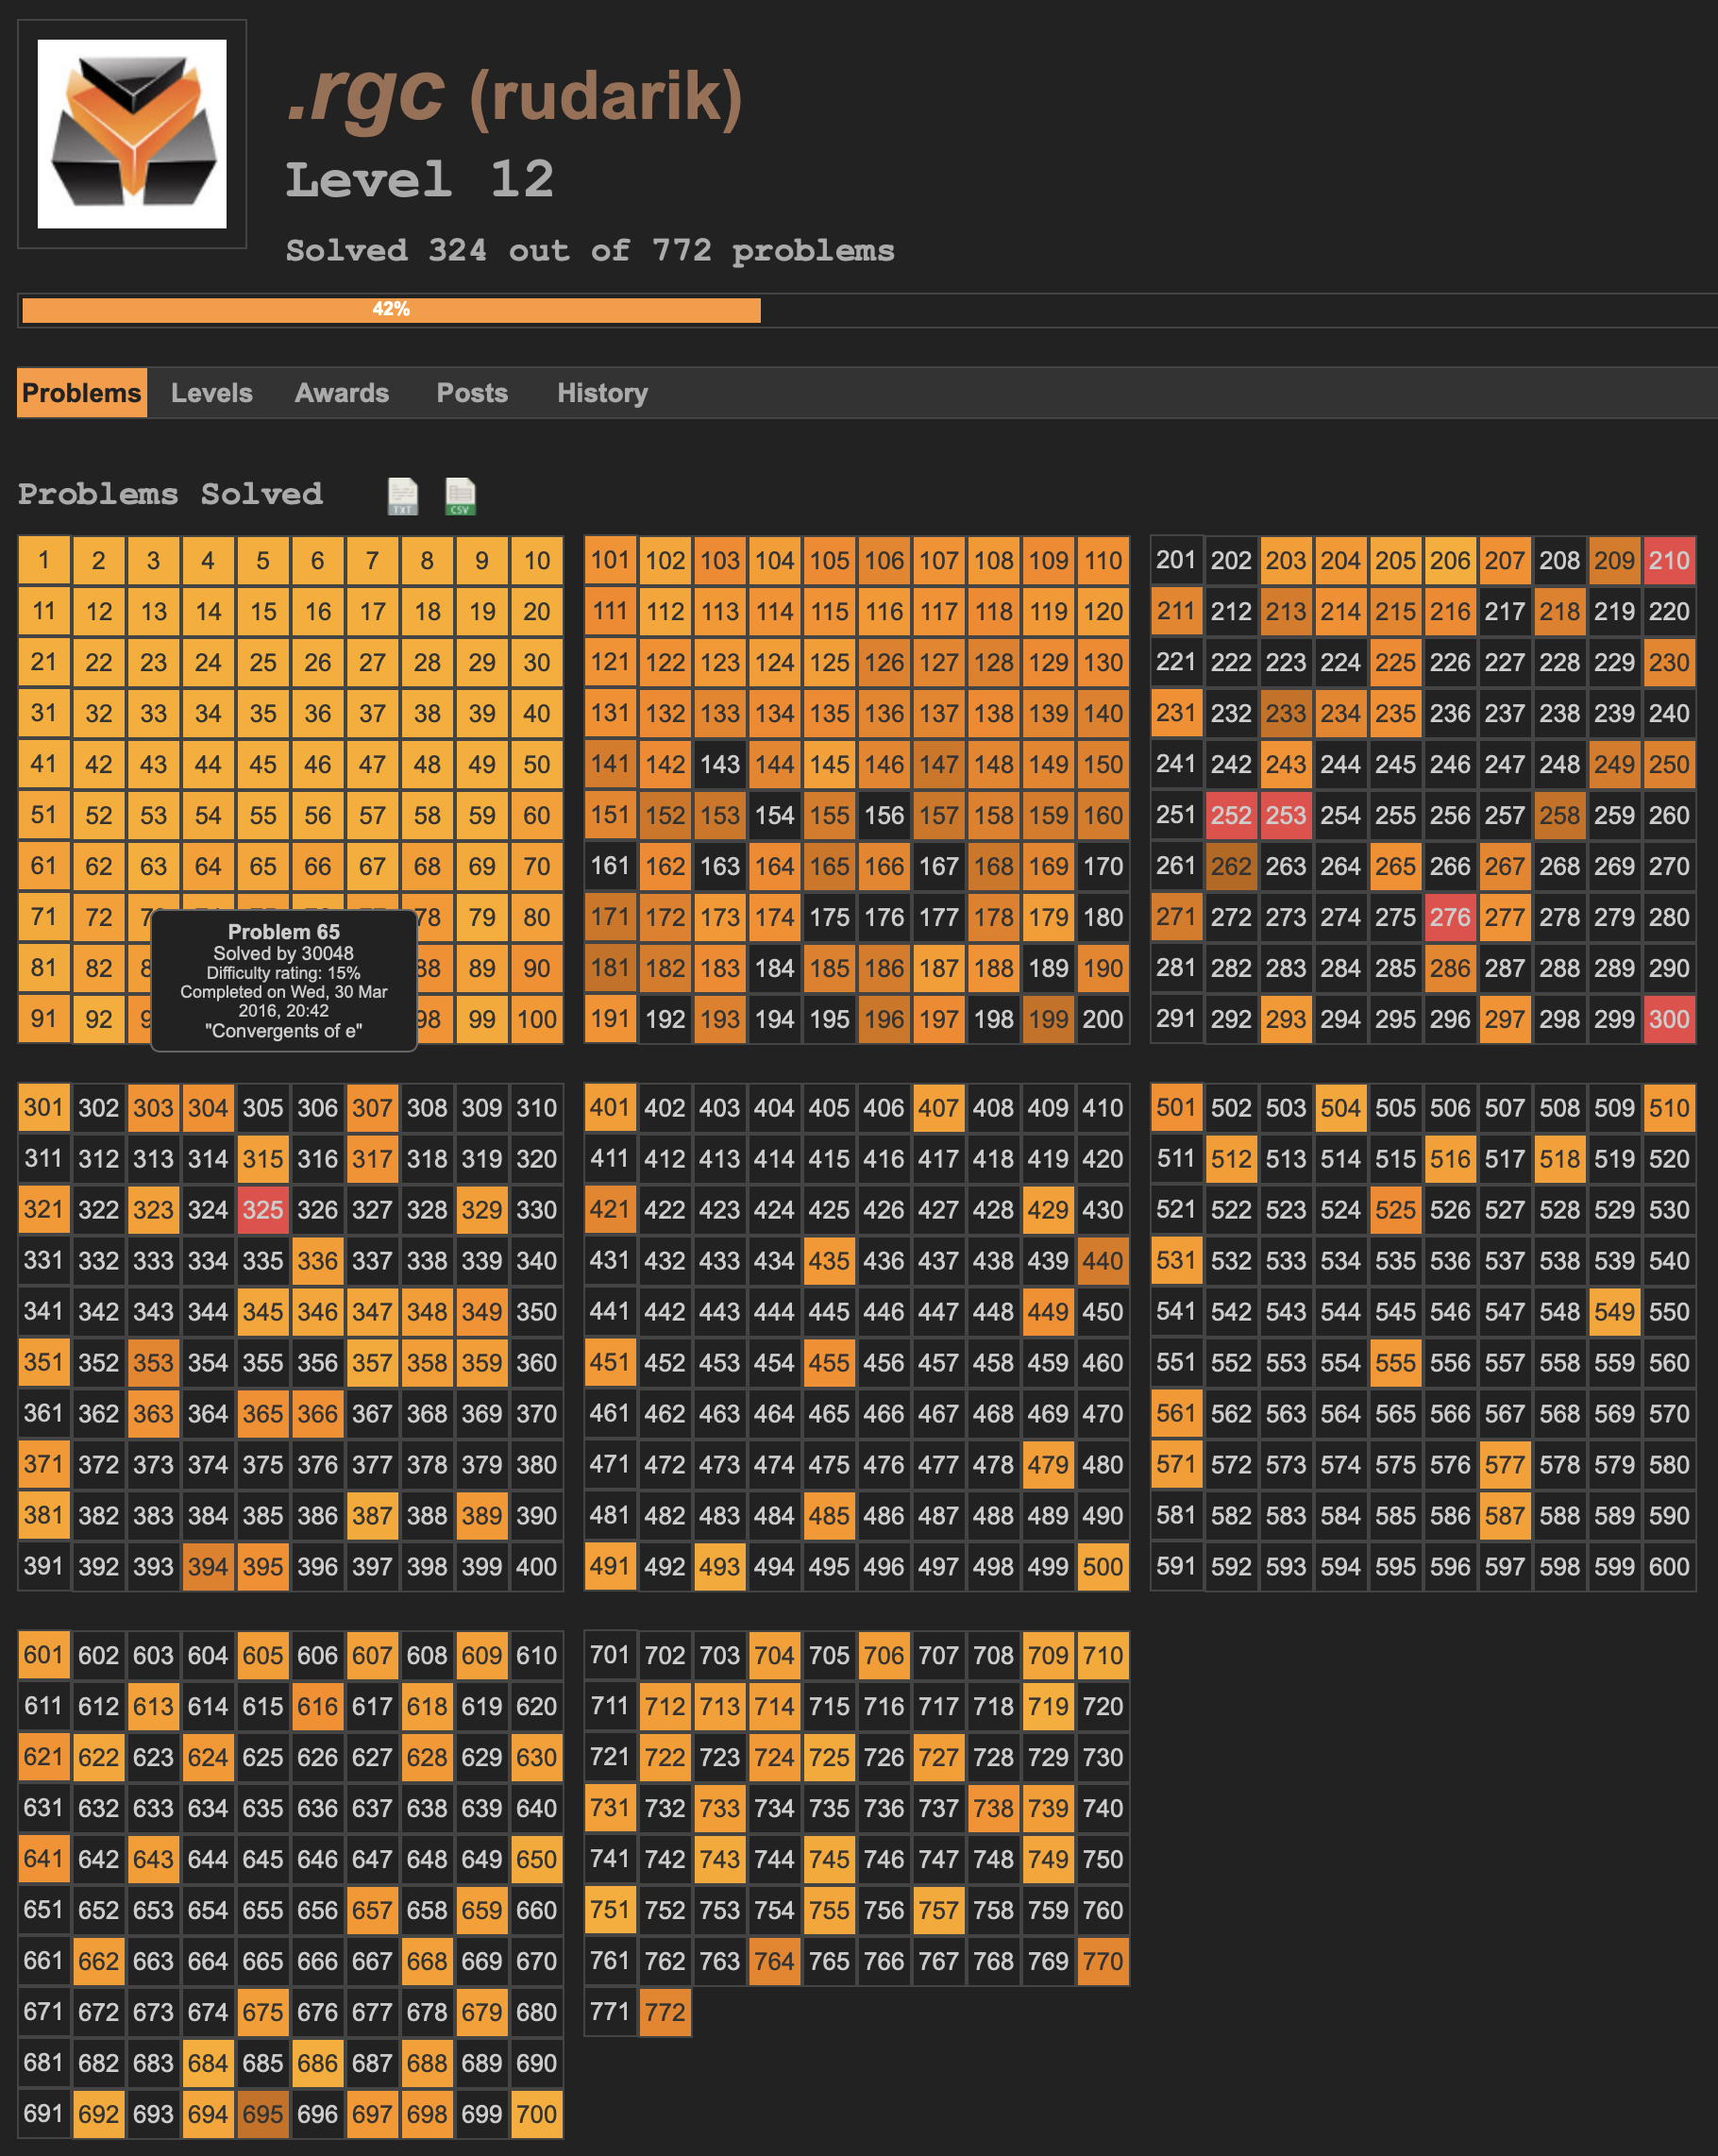 .rgc (rudarik)
Level 12
Solved 324 out of 772 problems
42%
Problems Levels Awards Posts History
Problems Solved TXT CSV
1 2 3 4 5 6 7 8 9 10
11 12 13 14 15 16 17 18 19 20
21 22 23 24 25 26 27 28 29 30
31 32 33 34 35 36 37 38 39 40
41 42 43 44 45 46 47 48 49 50
51 52 53 54 55 56 57 58 59 60
61 62 63 64 65 66 67 68 69 70
71 72 78 79 80
81 82 88 89 90
91 92 98 99 100
Problem 65
Solved by 30048
Difficulty rating: 15%
Completed on Wed, 30 Mar
2016, 20:42
"Convergents of e"
101 102 103 104 105 106 107 108 109 110
111 112 113 114 115 116 117 118 119 120
121 122 123 124 125 126 127 128 129 130
131 132 133 134 135 136 137 138 139 140
141 142 143 144 145 146 147 148 149 150
151 152 153 154 155 156 157 158 159 160
161 162 163 164 165 166 167 168 169 170
171 172 173 174 175 176 177 178 179 180
181 182 183 184 185 186 187 188 189 190
191 192 193 194 195 196 197 198 199 200
201 202 203 204 205 206 207 208 209 210
211 212 213 214 215 216 217 218 219 220
221 222 223 224 225 226 227 228 229 230
231 232 233 234 235 236 237 238 239 240
241 242 243 244 245 246 247 248 249 250
251 252 253 254 255 256 257 258 259 260
261 262 263 264 265 266 267 268 269 270
271 272 273 274 275 276 277 278 279 280
281 282 283 284 285 286 287 288 289 290
291 292 293 294 295 296 297 298 299 300
301 302 303 304 305 306 307 308 309 310
311 312 313 314 315 316 317 318 319 320
321 322 323 324 325 326 327 328 329 330
331 332 333 334 335 336 337 338 339 340
341 342 343 344 345 346 347 348 349 350
351 352 353 354 355 356 357 358 359 360
361 362 363 364 365 366 367 368 369 370
371 372 373 374 375 376 377 378 379 380
381 382 383 384 385 386 387 388 389 390
391 392 393 394 395 396 397 398 399 400
401 402 403 404 405 406 407 408 409 410
411 412 413 414 415 416 417 418 419 420
421 422 423 424 425 426 427 428 429 430
431 432 433 434 435 436 437 438 439 440
441 442 443 444 445 446 447 448 449 450
451 452 453 454 455 456 457 458 459 460
461 462 463 464 465 466 467 468 469 470
471 472 473 474 475 476 477 478 479 480
481 482 483 484 485 486 487 488 489 490
491 492 493 494 495 496 497 498 499 500
501 502 503 504 505 506 507 508 509 510
511 512 513 514 515 516 517 518 519 520
521 522 523 524 525 526 527 528 529 530
531 532 533 534 535 536 537 538 539 540
541 542 543 544 545 546 547 548 549 550
551 552 553 554 555 556 557 558 559 560
561 562 563 564 565 566 567 568 569 570
571 572 573 574 575 576 577 578 579 580
581 582 583 584 585 586 587 588 589 590
591 592 593 594 595 596 597 598 599 600
601 602 603 604 605 606 607 608 609 610
611 612 613 614 615 616 617 618 619 620
621 622 623 624 625 626 627 628 629 630
631 632 633 634 635 636 637 638 639 640
641 642 643 644 645 646 647 648 649 650
651 652 653 654 655 656 657 658 659 660
661 662 663 664 665 666 667 668 669 670
671 672 673 674 675 676 677 678 679 680
681 682 683 684 685 686 687 688 689 690
691 692 693 694 695 696 697 698 699 700
701 702 703 704 705 706 707 708 709 710
711 712 713 714 715 716 717 718 719 720
721 722 723 724 725 726 727 728 729 730
731 732 733 734 735 736 737 738 739 740
741 742 743 744 745 746 747 748 749 750
751 752 753 754 755 756 757 758 759 760
761 762 763 764 765 766 767 768 769 770
771 772